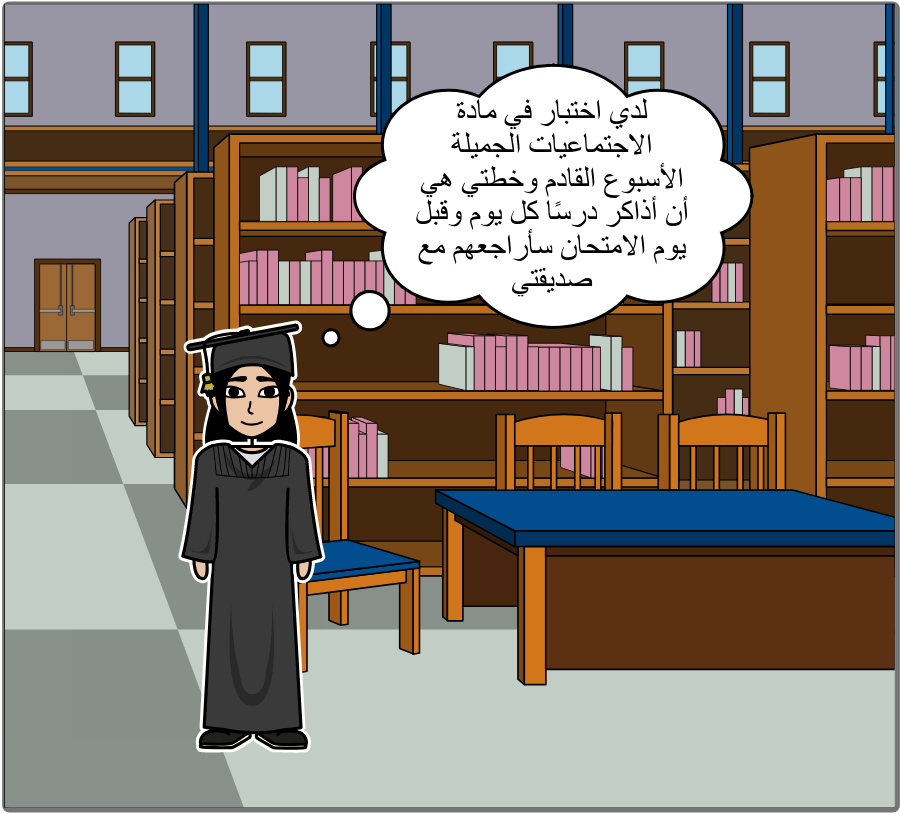 لدي اختبار في مادة
الاجتماعيات الجميلة
الأسبوع القادم وخطتي هي
أن أذاكر درسًا كل يوم وقبل
يوم الامتحان سأراجعهم مع
صديقتي